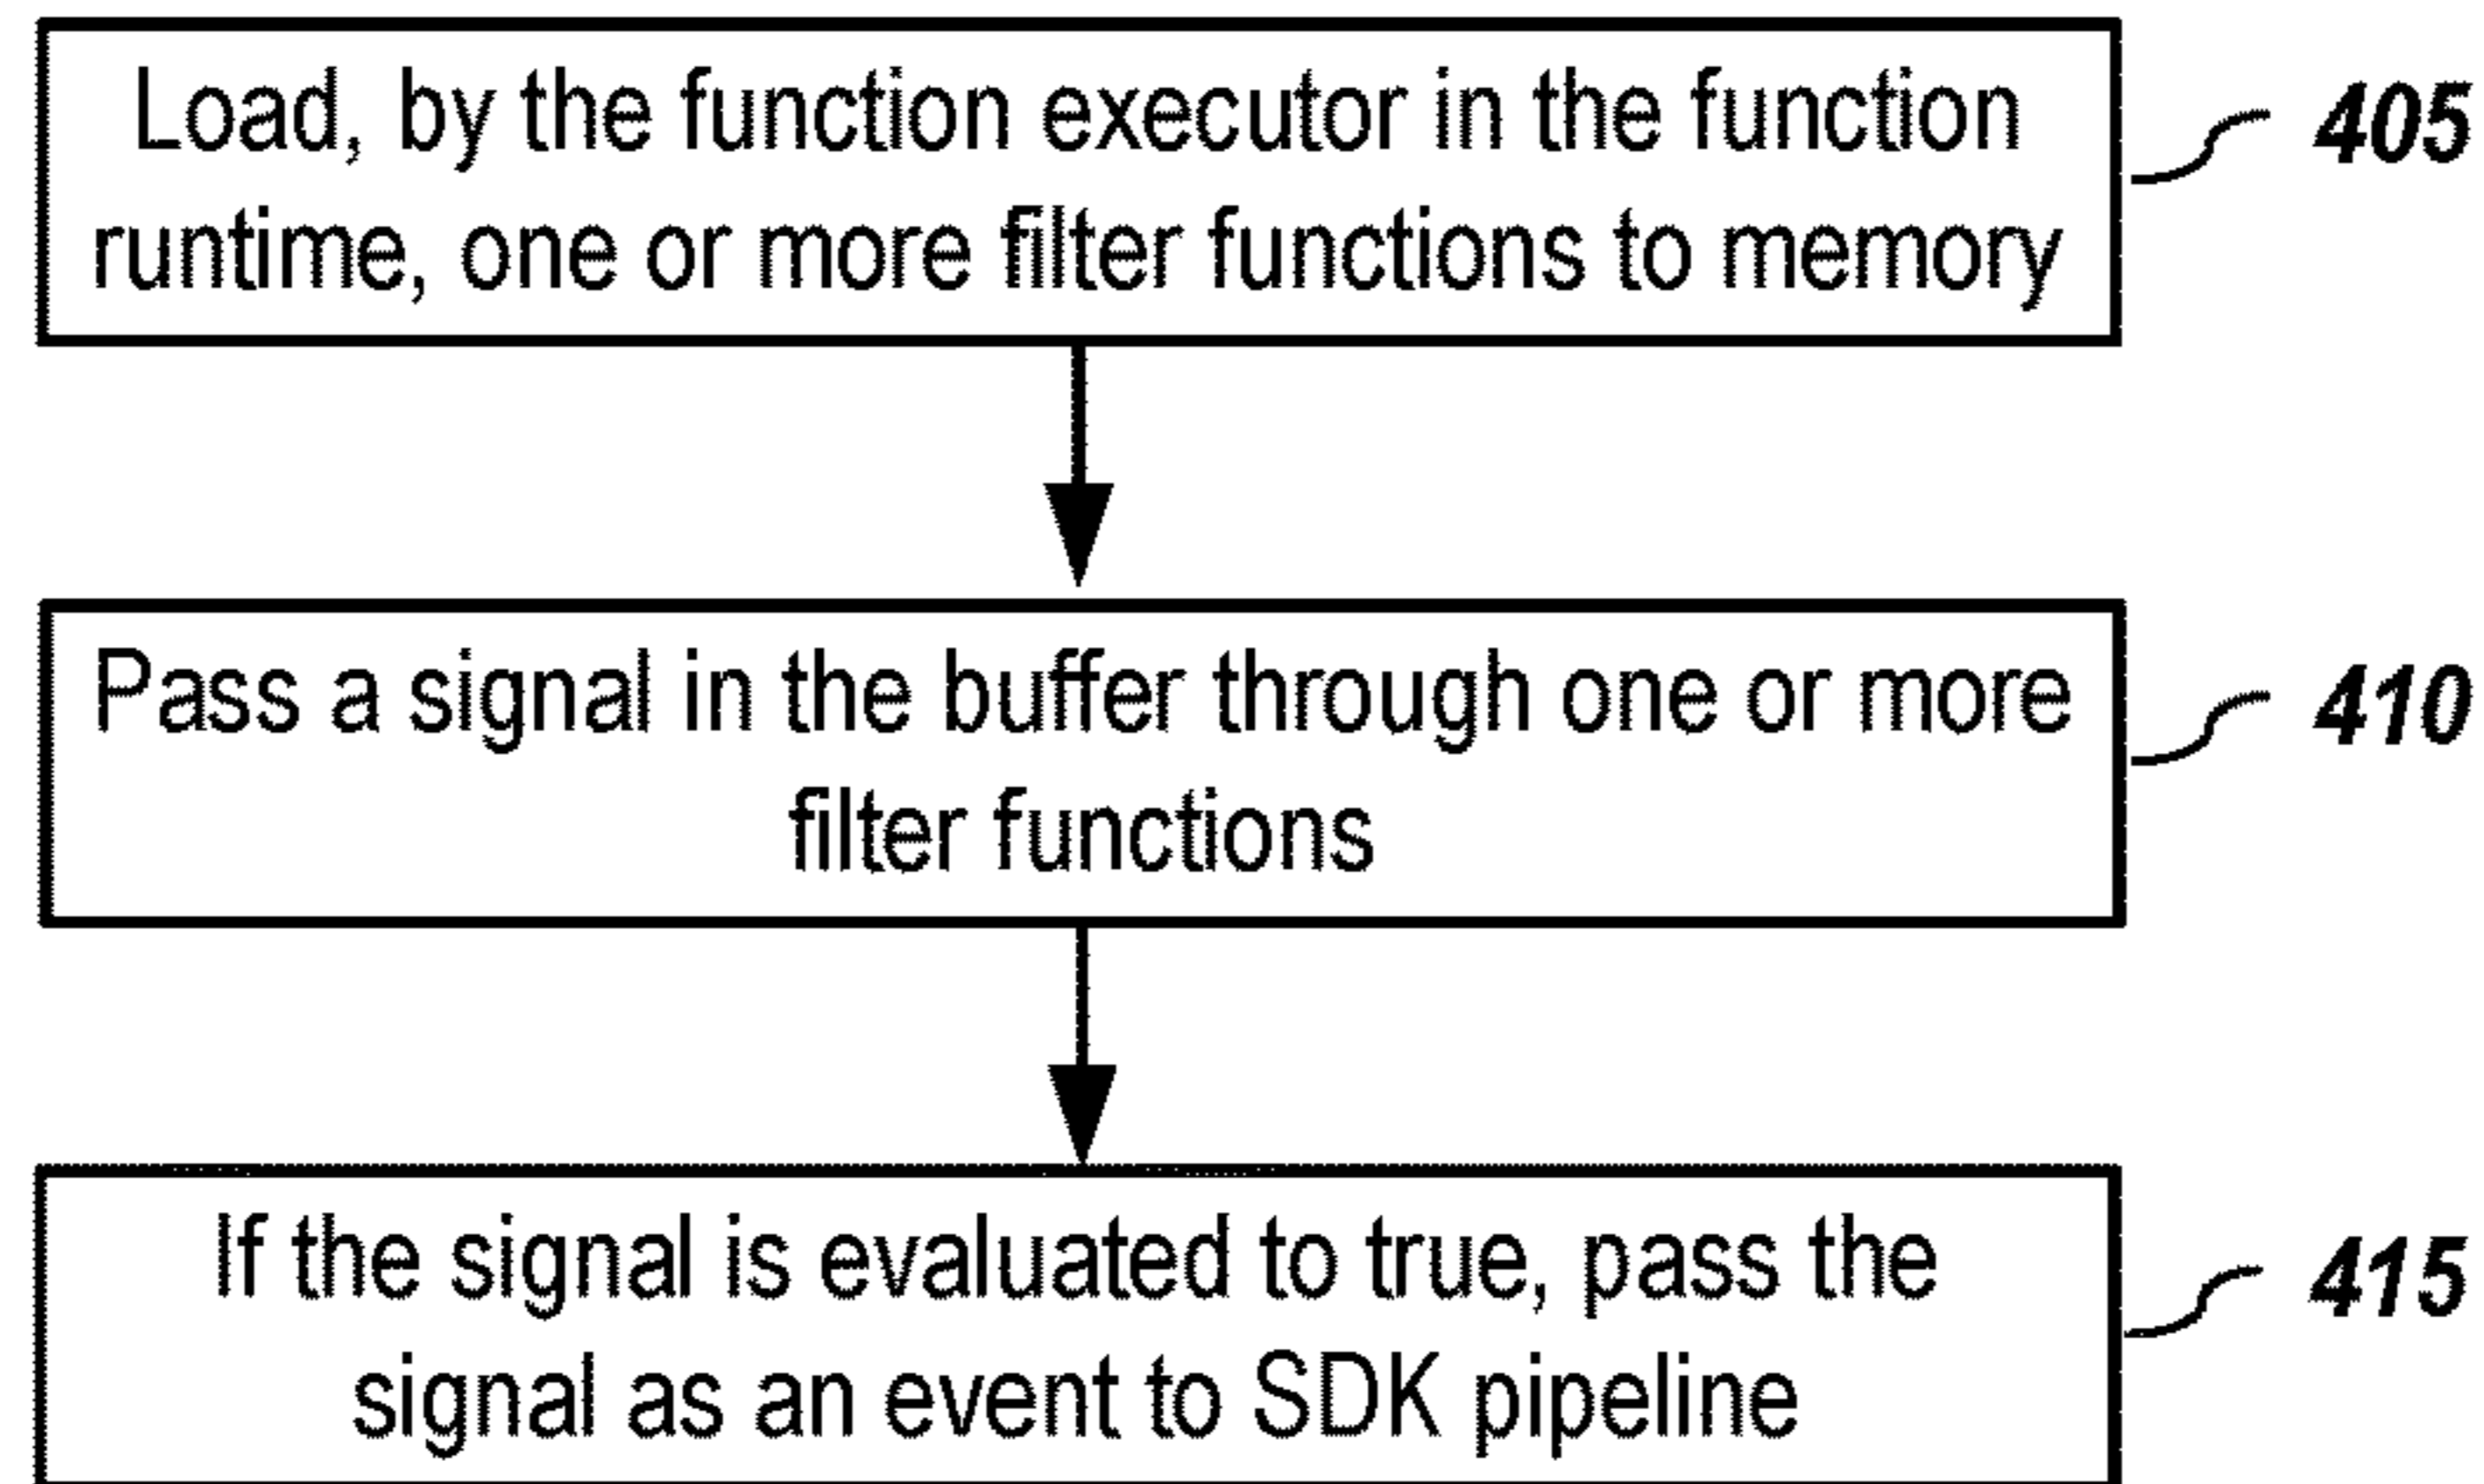 Load, by the function executor in the function
runtime, one or more filter functions to memory
405
Pass a signal in the buffer through one or more
filter functions
410
If the signal is evaluated to true, pass the
signal as an event to SDK pipeline
415